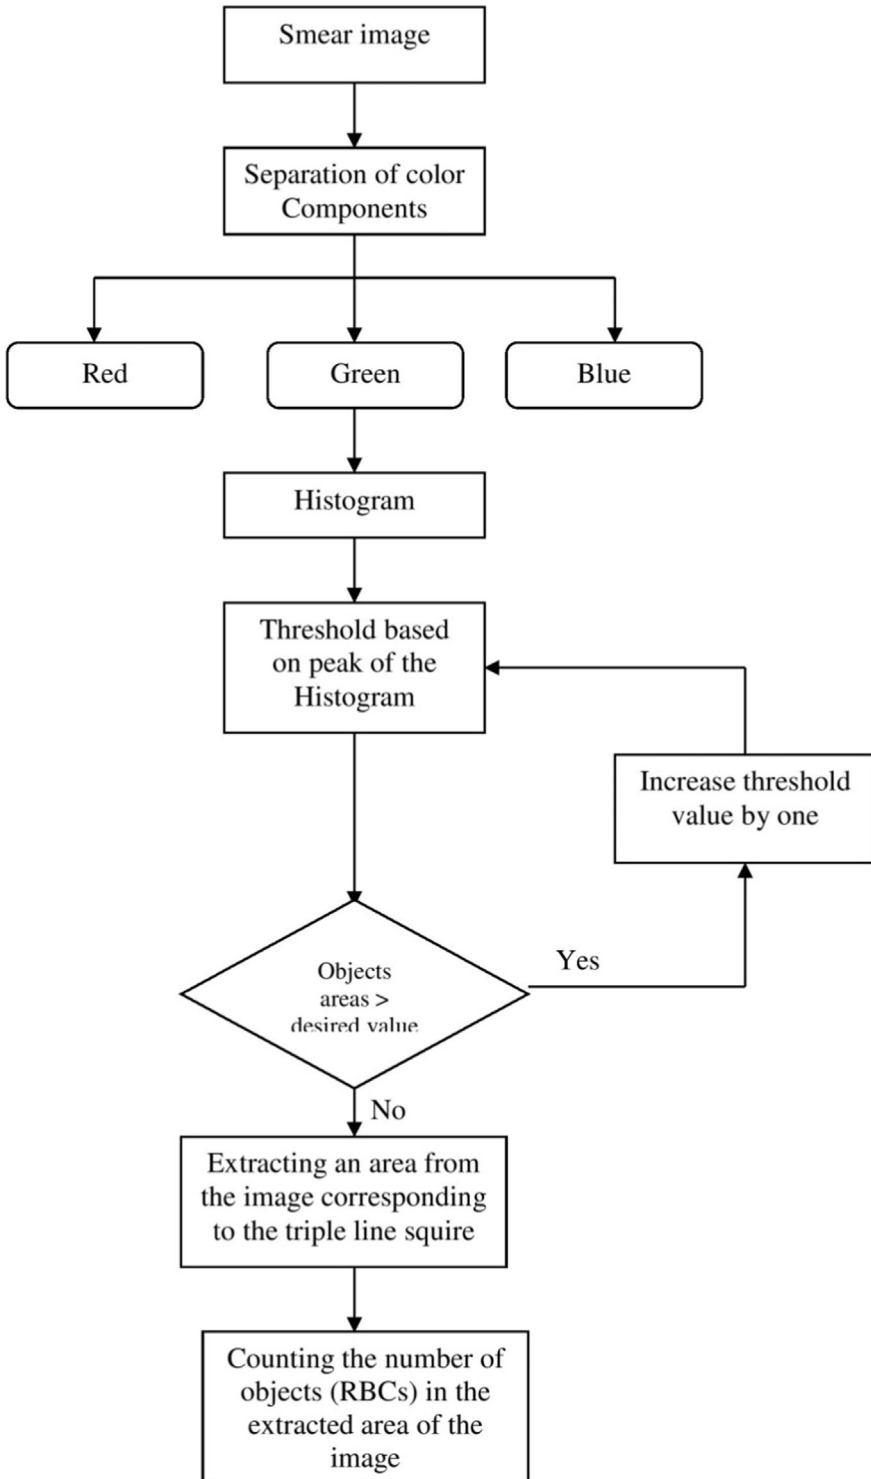 Smear image
Separation of color
Components
Red
Green
Blue
Histogram
Threshold based
on peak of the
Histogram
Increase threshold
value by one
Objects
areas >
desired value
Yes
No
Extracting an area from
the image corresponding
to the triple line squire
Counting the number of
objects (RBCs) in the
extracted area of the
image